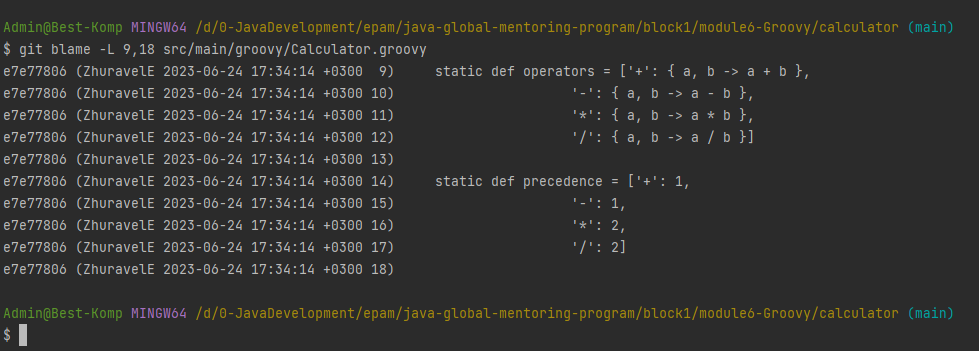 Admin@Best-Komp MINGW64 /d/0-JavaDevelopment/epam/java-global-mentoring-program/block1/module6-Groovy/calculator (main)
$ git blame -L 9,18 src/main/groovy/Calculator.groovy
e7e77806 (ZhuravelE 2023-06-24 17:34:14 +0300  9)     static def operators = ['+': { a, b -> a + b },
e7e77806 (ZhuravelE 2023-06-24 17:34:14 +0300 10)                      '-': { a, b -> a - b },
e7e77806 (ZhuravelE 2023-06-24 17:34:14 +0300 11)                      '*': { a, b -> a * b },
e7e77806 (ZhuravelE 2023-06-24 17:34:14 +0300 12)                      '/': { a, b -> a / b }]
e7e77806 (ZhuravelE 2023-06-24 17:34:14 +0300 13)
e7e77806 (ZhuravelE 2023-06-24 17:34:14 +0300 14)     static def precedence = ['+': 1,
e7e77806 (ZhuravelE 2023-06-24 17:34:14 +0300 15)                      '-': 1,
e7e77806 (ZhuravelE 2023-06-24 17:34:14 +0300 16)                      '*': 2,
e7e77806 (ZhuravelE 2023-06-24 17:34:14 +0300 17)                      '/': 2]
e7e77806 (ZhuravelE 2023-06-24 17:34:14 +0300 18)
Admin@Best-Komp MINGW64 /d/0-JavaDevelopment/epam/java-global-mentoring-program/block1/module6-Groovy/calculator (main)
$